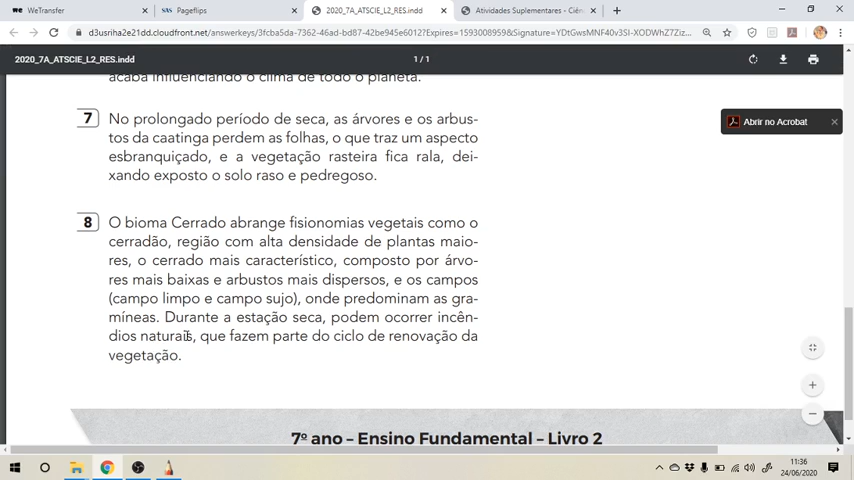 WeTransfer
Pageflips
2020_7A_ATSCIE_L2_RES.indd
Atividades Suplementares - Ciên
d3usriha2e21dd.cloudfront.net/answerkeys/3fcba5da-7362-46ad-bd87-42be945e6012?Expires=1593008959&Signature=YDtGwsMNF40v3SI-XODWhZ7Ziz...
2020_7A_ATSCIE_L2_RES.indd
1 / 1
Abrir no Acrobat
acaba influenciando o clima de todo o planeta.
7 No prolongado período de seca, as árvores e os arbus-
tos da caatinga perdem as folhas, o que traz um aspecto
esbranquiçado, e a vegetação rasteira fica rala, dei-
xando exposto o solo raso e pedregoso.
8 O bioma Cerrado abrange fisionomias vegetais como o
cerradão, região com alta densidade de plantas maio-
res, o cerrado mais característico, composto por árvo-
res mais baixas e arbustos mais dispersos, e os campos
(campo limpo e campo sujo), onde predominam as gra-
míneas. Durante a estação seca, podem ocorrer incên-
dios naturais, que fazem parte do ciclo de renovação da
vegetação.
7º ano – Ensino Fundamental – Livro 2
11:36
24/06/2020